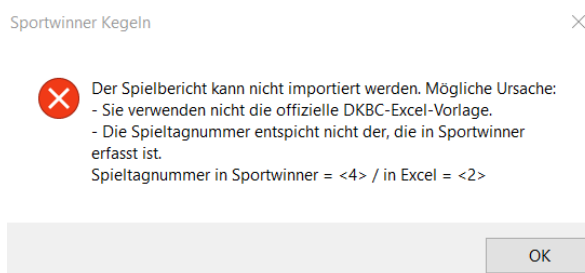 Sportwinner Kegeln
Der Spielbericht kann nicht importiert werden. Mögliche Ursache:
- Sie verwenden nicht die offizielle DKBC-Excel-Vorlage.
- Die Spieltagnummer entspicht nicht der, die in Sportwinner
erfasst ist.
Spieltagnummer in Sportwinner = <4> / in Excel = <2>
OK